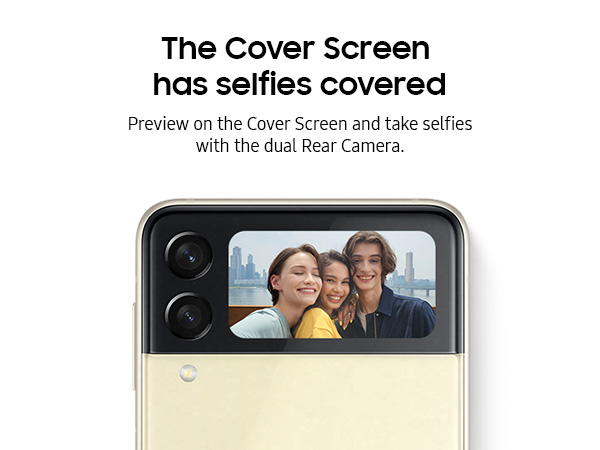 The Cover Screen
has selfies covered
Preview on the Cover Screen and take selfies
with the dual Rear Camera.